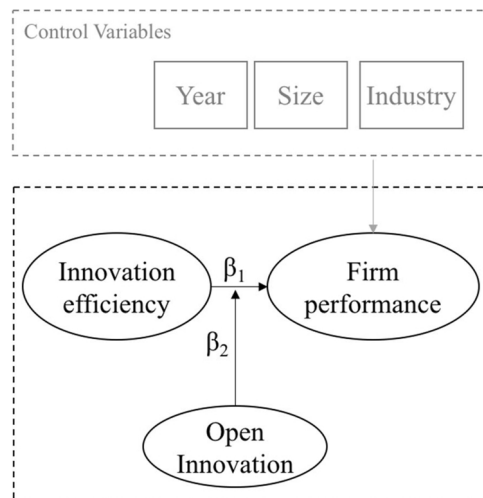 Control Variables
Year
Size
Industry
Innovation
efficiency
β1
Firm
performance
β2
Open
Innovation